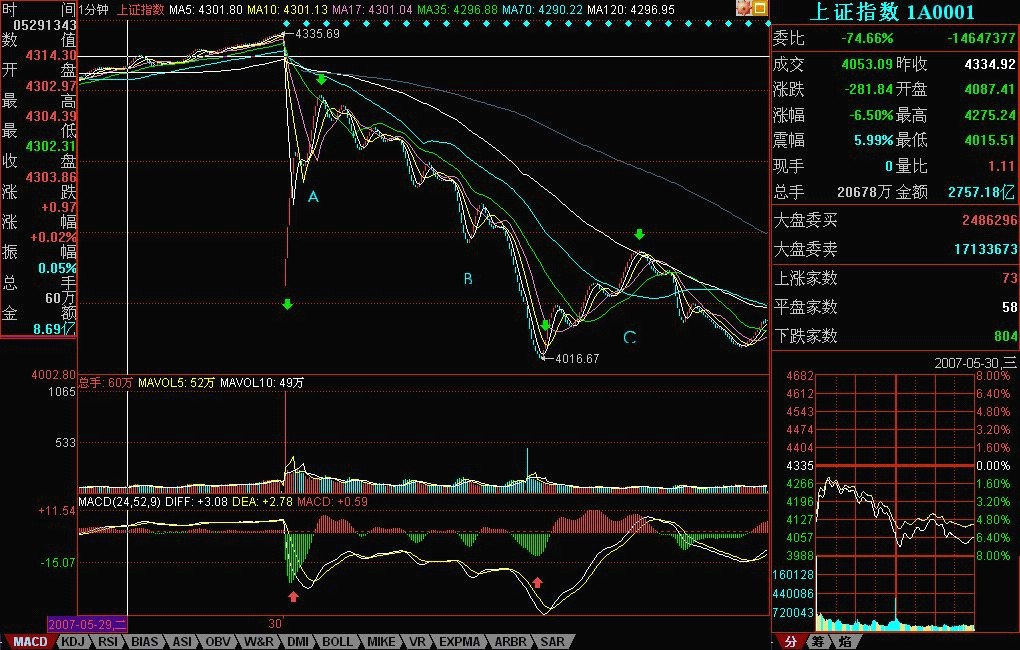 时 间
05291343
数 值
4314.30
开 盘
4302.97
最 高
4304.39
最 低
4302.31
收 盘
4303.86
涨 跌
+0.97
涨 幅
+0.02%
振 幅
0.05%
总 手
60万
金 额
8.69亿
1分钟 上证指数 MA5: 4301.80 MA10: 4301.13 MA17: 4301.04 MA35: 4296.88 MA70: 4290.22 MA120: 4296.95
4335.69
A
B
C
4016.67
4002.80
总手: 60万 MAVOL5: 52万 MAVOL10: 49万
1065
533
MACD(24,52,9) DIFF: +3.08 DEA: +2.78 MACD: +0.59
+11.54
-15.07
2007-05-29,二 30
MACD KDJ RSI BIAS ASI OBV W&R DMI BOLL MIKE VR EXPMA ARBR SAR
上证指数 1A0001
委比 -74.66% -14647377
成交 4053.09 昨收 4334.92
涨跌 -281.84 开盘 4087.41
涨幅 -6.50% 最高 4275.24
震幅 5.99% 最低 4015.51
现手 0 量比 1.11
总手 20678万 金额 2757.18亿
大盘委买 2486296
大盘委卖 17133673
上涨家数 73
平盘家数 58
下跌家数 804
2007-05-30,三
4682 8.00%
4612 6.40%
4543 4.80%
4474 3.20%
4404 1.60%
4335 0.00%
4266 1.60%
4196 3.20%
4127 4.80%
4057 6.40%
3988 8.00%
160128
440086
720043
分 筹 焰